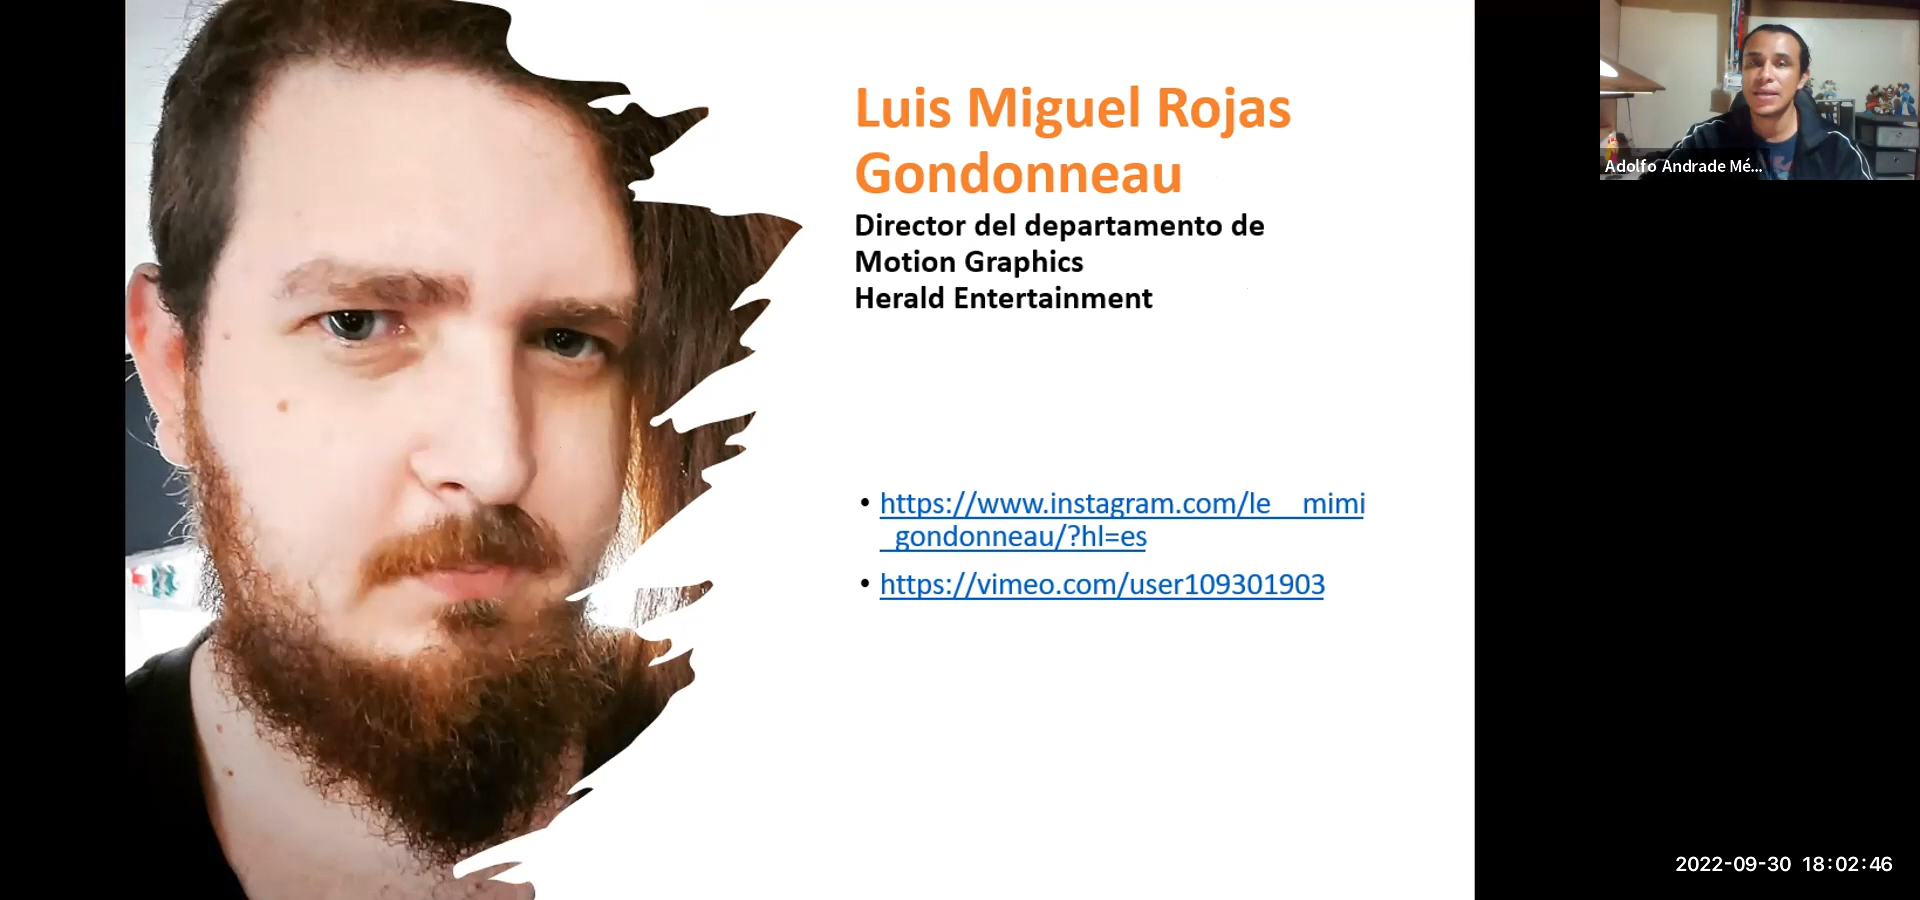 Luis Miguel Rojas
Gondonneau
Director del departamento de
Motion Graphics
Herald Entertainment
• https://www.instagram.com/le__mimi
_gondonneau/?hl=es
• https://vimeo.com/user109301903
Adolfo Andrade Mé...
2022-09-30 18:02:46